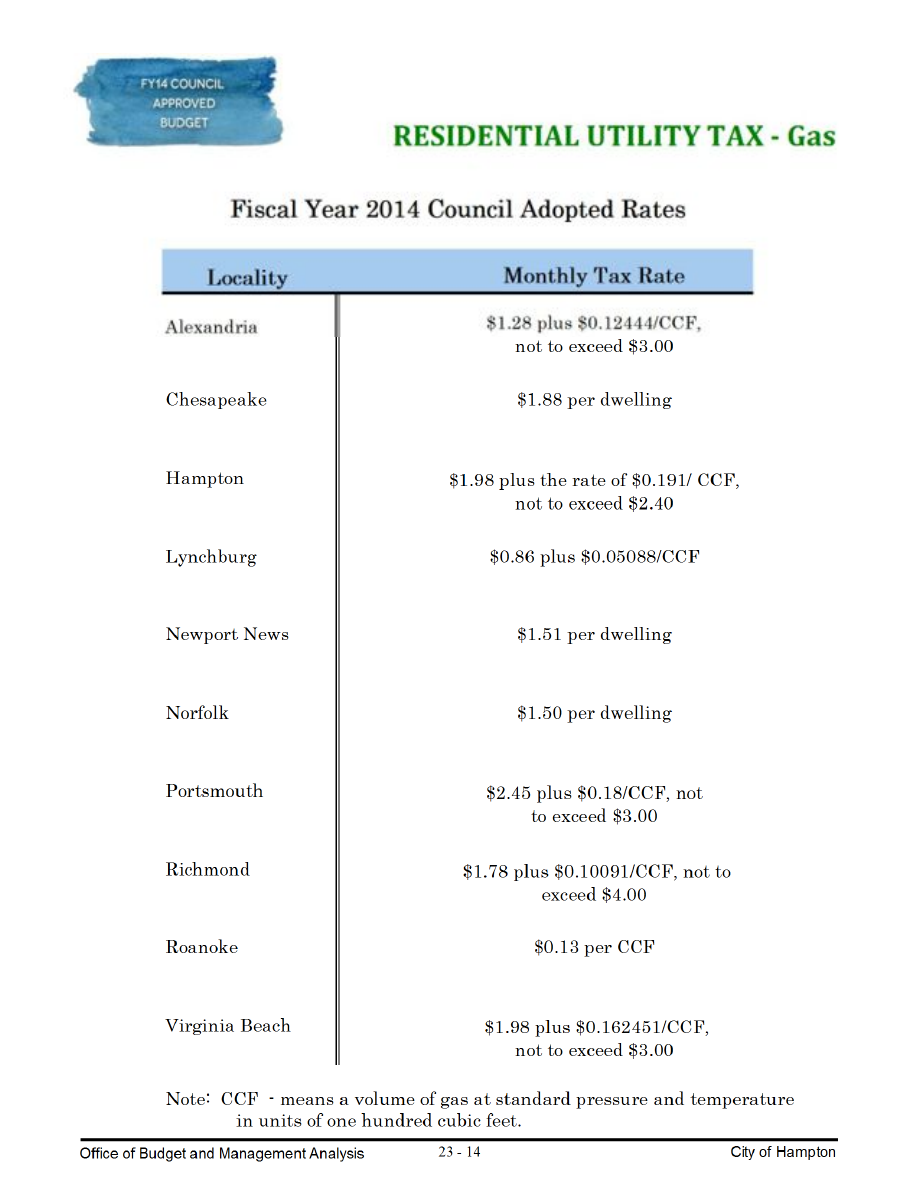 FY14 COUNCIL
APPROVED
BUDGET
RESIDENTIAL UTILITY TAX - Gas
Fiscal Year 2014 Council Adopted Rates
Locality Monthly Tax Rate
Alexandria $1.28 plus $0.12444/CCF,
not to exceed $3.00
Chesapeake $1.88 per dwelling
Hampton $1.98 plus the rate of $0.191/ CCF,
not to exceed $2.40
Lynchburg $0.86 plus $0.05088/CCF
Newport News $1.51 per dwelling
Norfolk $1.50 per dwelling
Portsmouth $2.45 plus $0.18/CCF, not
to exceed $3.00
Richmond $1.78 plus $0.10091/CCF, not to
exceed $4.00
Roanoke $0.13 per CCF
Virginia Beach $1.98 plus $0.162451/CCF,
not to exceed $3.00
Note: CCF - means a volume of gas at standard pressure and temperature
in units of one hundred cubic feet.
Office of Budget and Management Analysis 23 - 14 City of Hampton